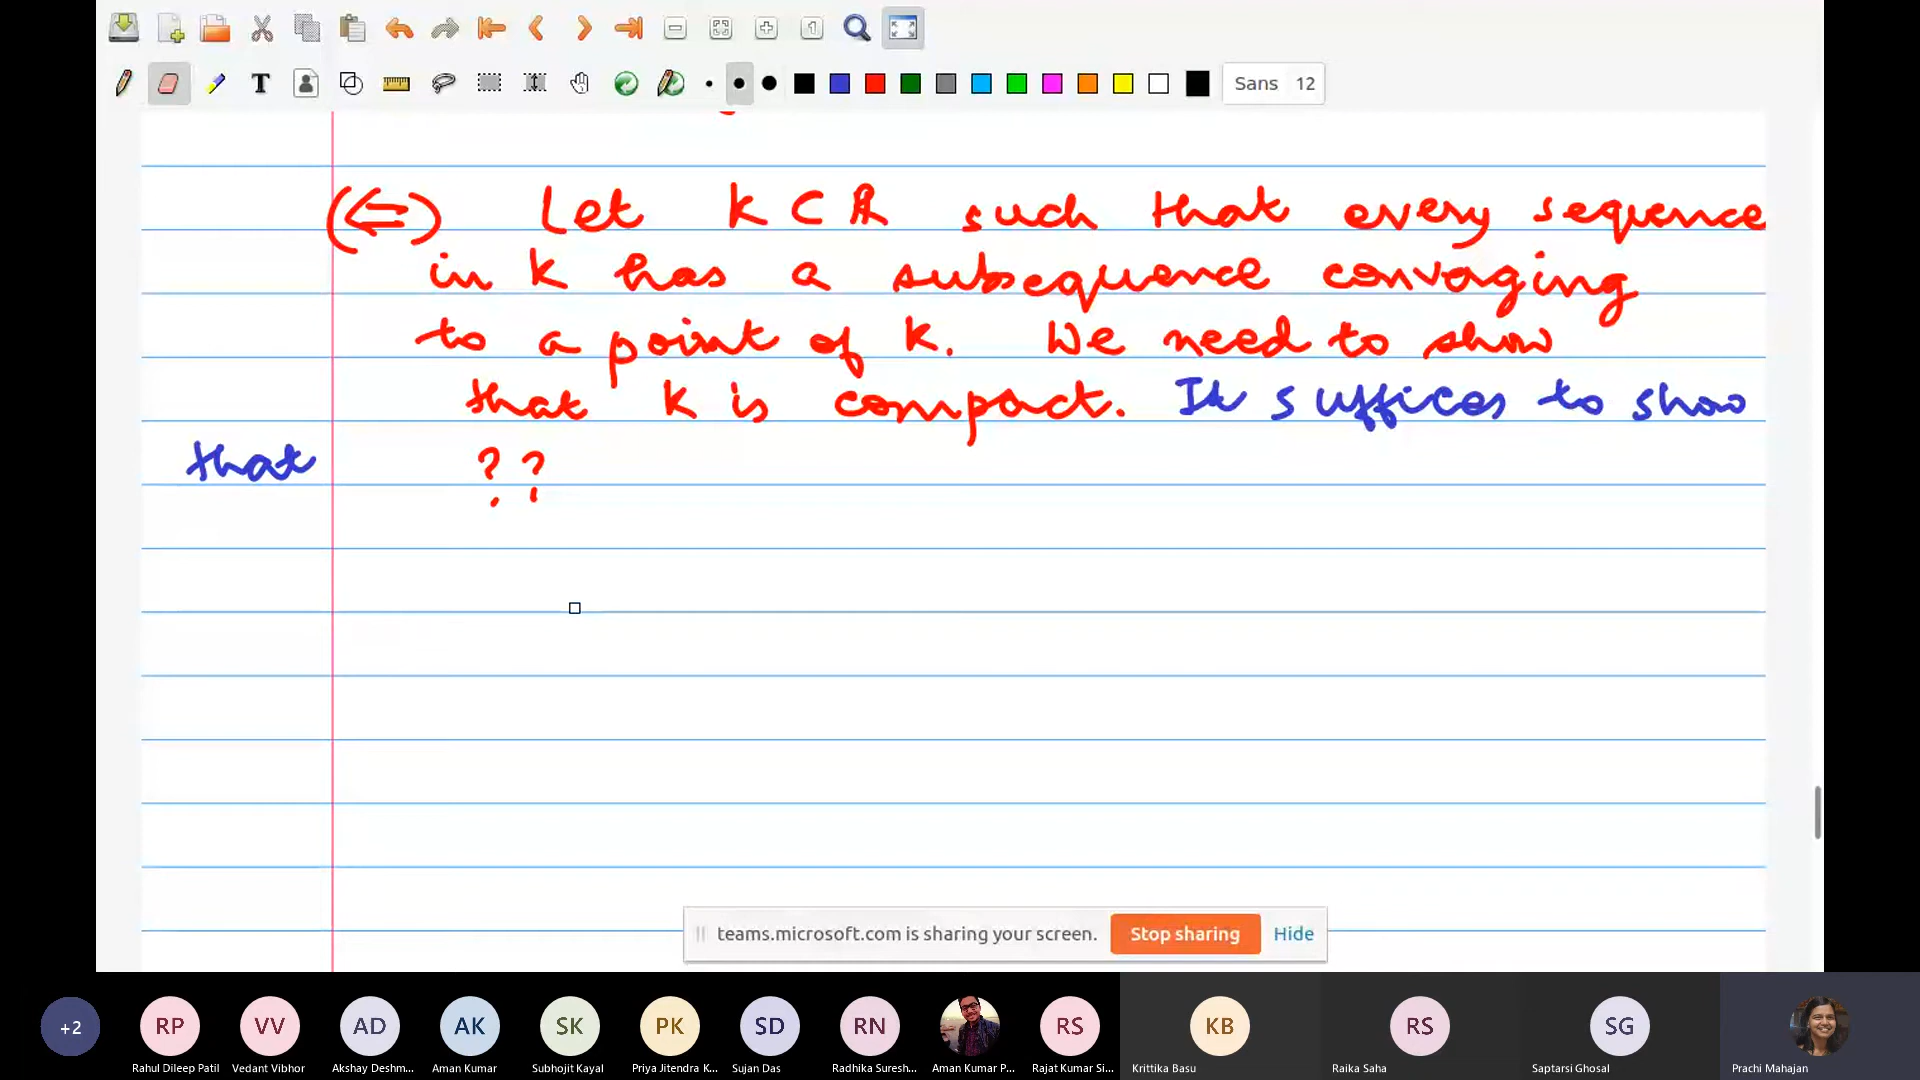 Sans 12
(⇐) Let K ⊂ ℝ such that every sequence
in K has a subsequence converging
to a point of K. We need to show
that K is compact. It suffices to show
that ??
teams.microsoft.com is sharing your screen. Stop sharing Hide
+2 RP VV AD AK SK PK SD RN RS KB RS SG
Rahul Dileep Patil Vedant Vibhor Akshay Deshm... Aman Kumar Subhojit Kayal Priya Jitendra K... Sujan Das Radhika Suresh... Aman Kumar P... Rajat Kumar Si... Krittika Basu Raika Saha Saptarsi Ghosal Prachi Mahajan